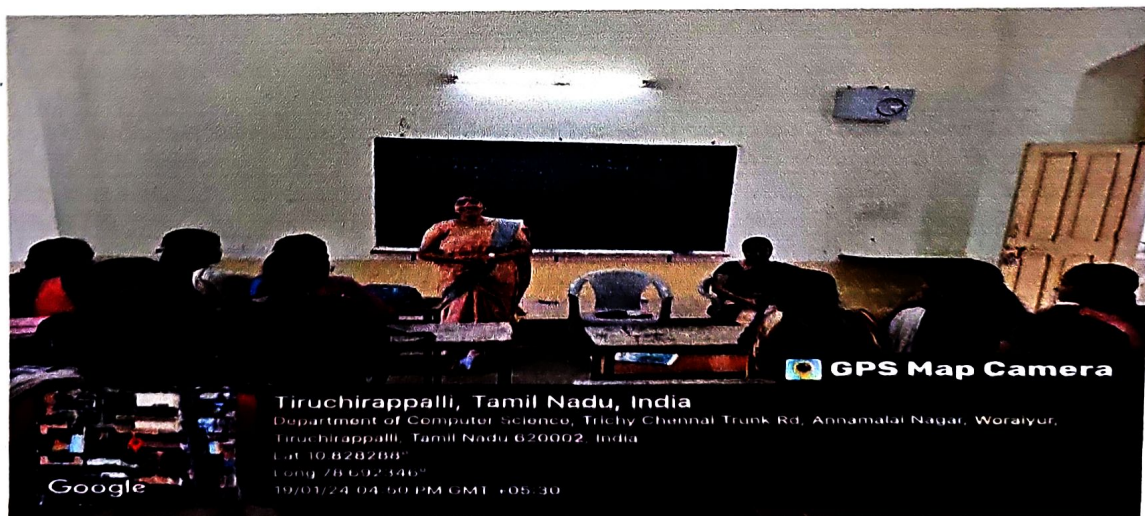 GPS Map Camera
Tiruchirappalli, Tamil Nadu, India
Department of Computer Science, Trichy Chennai Trunk Rd, Annamalai Nagar, Woraiyur,
Tiruchirappalli, Tamil Nadu 620002, India
Lat 10.828288°
Long 78.692346°
19/01/24 04:50 PM GMT +05:30
Google